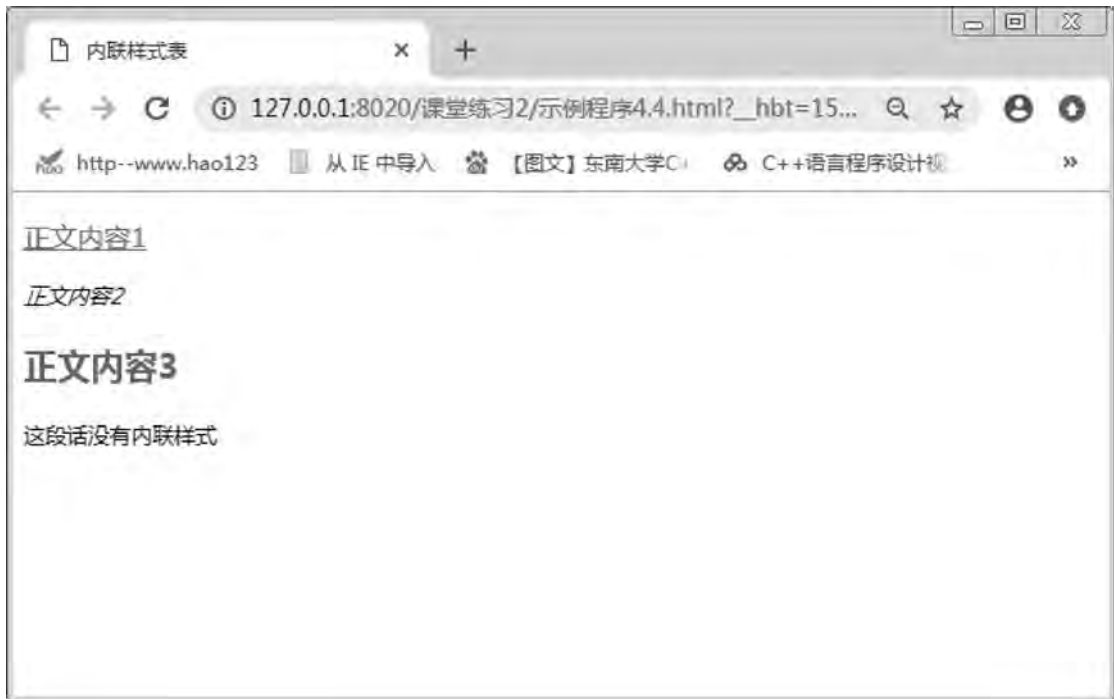 内联样式表
127.0.0.1:8020/课堂练习2/示例程序4.4.html?__hbt=15...
http--www.hao123 从 IE 中导入 【图文】东南大学C+ C++语言程序设计视
正文内容1
正文内容2
正文内容3
这段话没有内联样式